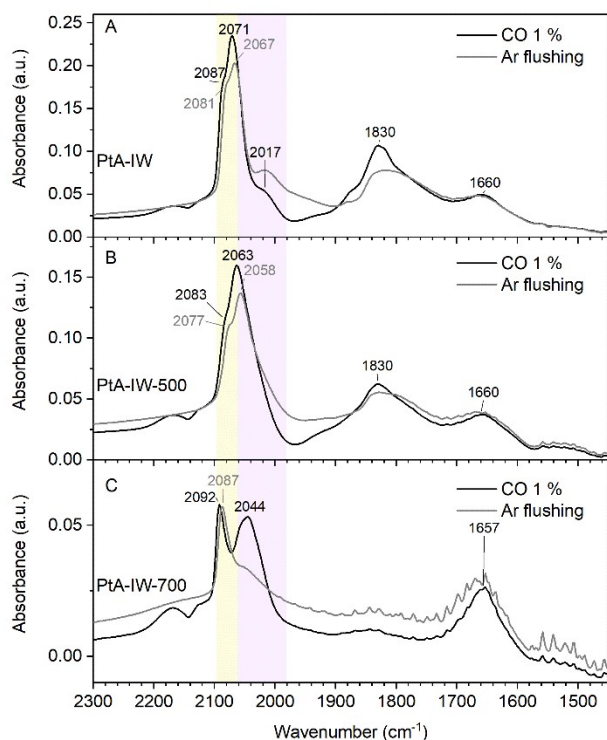 A
2071
2067
2087
2081
2017
1830
1660
CO 1 %
Ar flushing
PtA-IW
0.25
0.20
0.15
0.10
0.05
0.00
Absorbance (a.u.)
B
2063
2058
2083
2077
1830
1660
CO 1 %
Ar flushing
PtA-IW-500
0.15
0.10
0.05
0.00
Absorbance (a.u.)
C
2087
2092
2044
1657
CO 1 %
Ar flushing
PtA-IW-700
0.05
0.00
Absorbance (a.u.)
2300 2200 2100 2000 1900 1800 1700 1600 1500
Wavenumber (cm⁻¹)